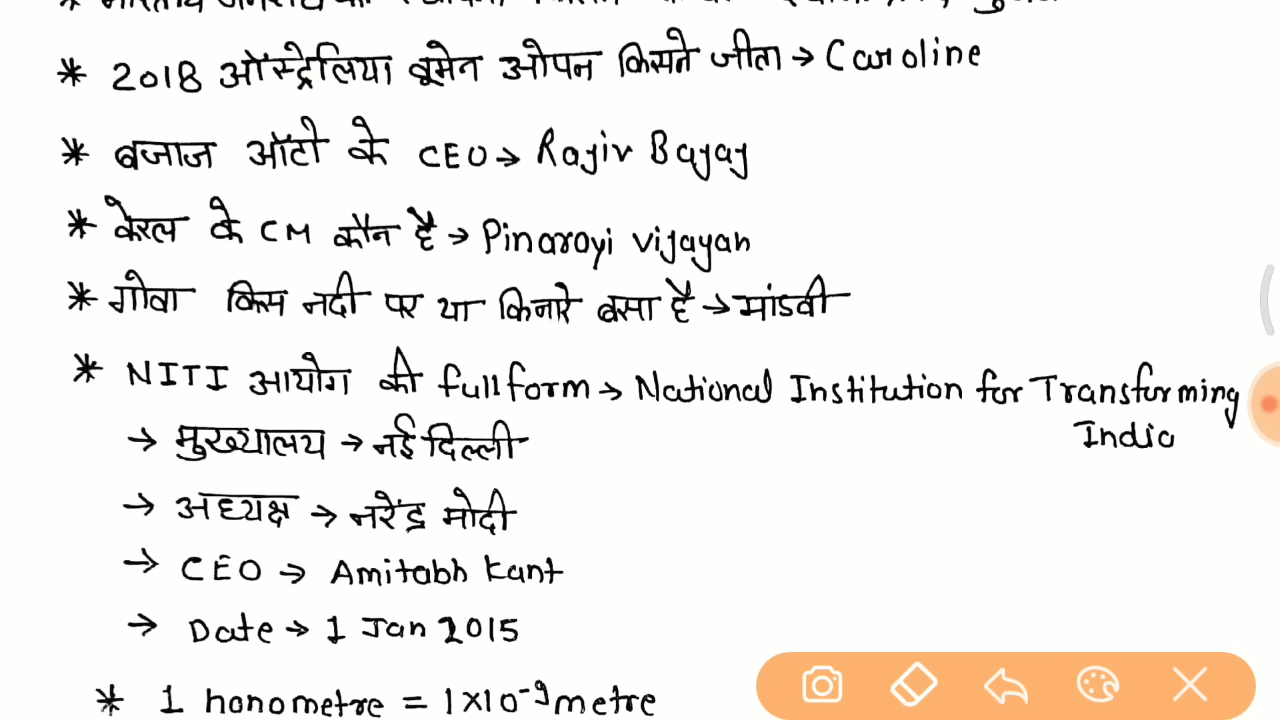 * 2018 ऑस्ट्रेलिया वूमेन ओपन किसने जीता → Caroline
* बजाज ऑटो के CEO → Rajiv Bajaj
* केरल के CM कौन है → Pinarayi vijayan
* गोवा किस नदी पर या किनारे बसा है → मांडवी
* NITI आयोग की fullform → National Institution for Transforming
India
→ मुख्यालय → नई दिल्ली
→ अध्यक्ष → नरेंद्र मोदी
→ CEO → Amitabh Kant
→ Date → 1 Jan 2015
* 1 nanometre = 1x10⁻⁹ metre